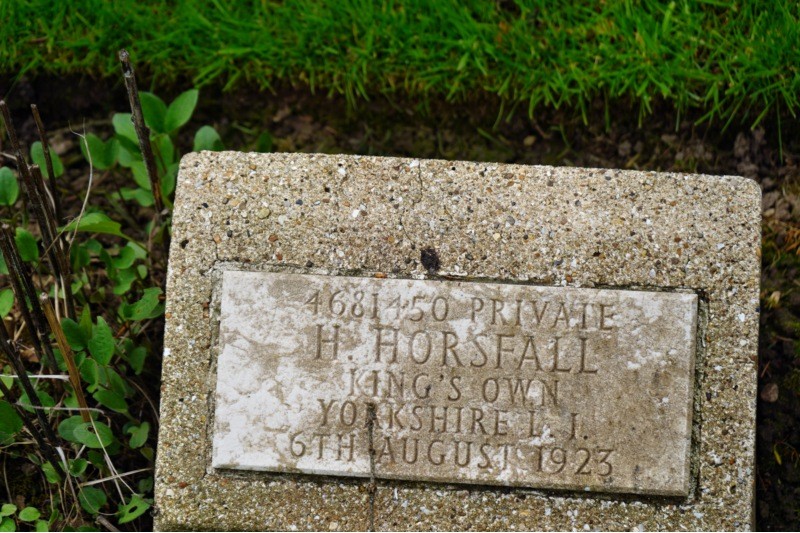 4681450 PRIVATE
H. HORSFALL
KING'S OWN
YORKSHIRE L. I.
6TH AUGUST 1923